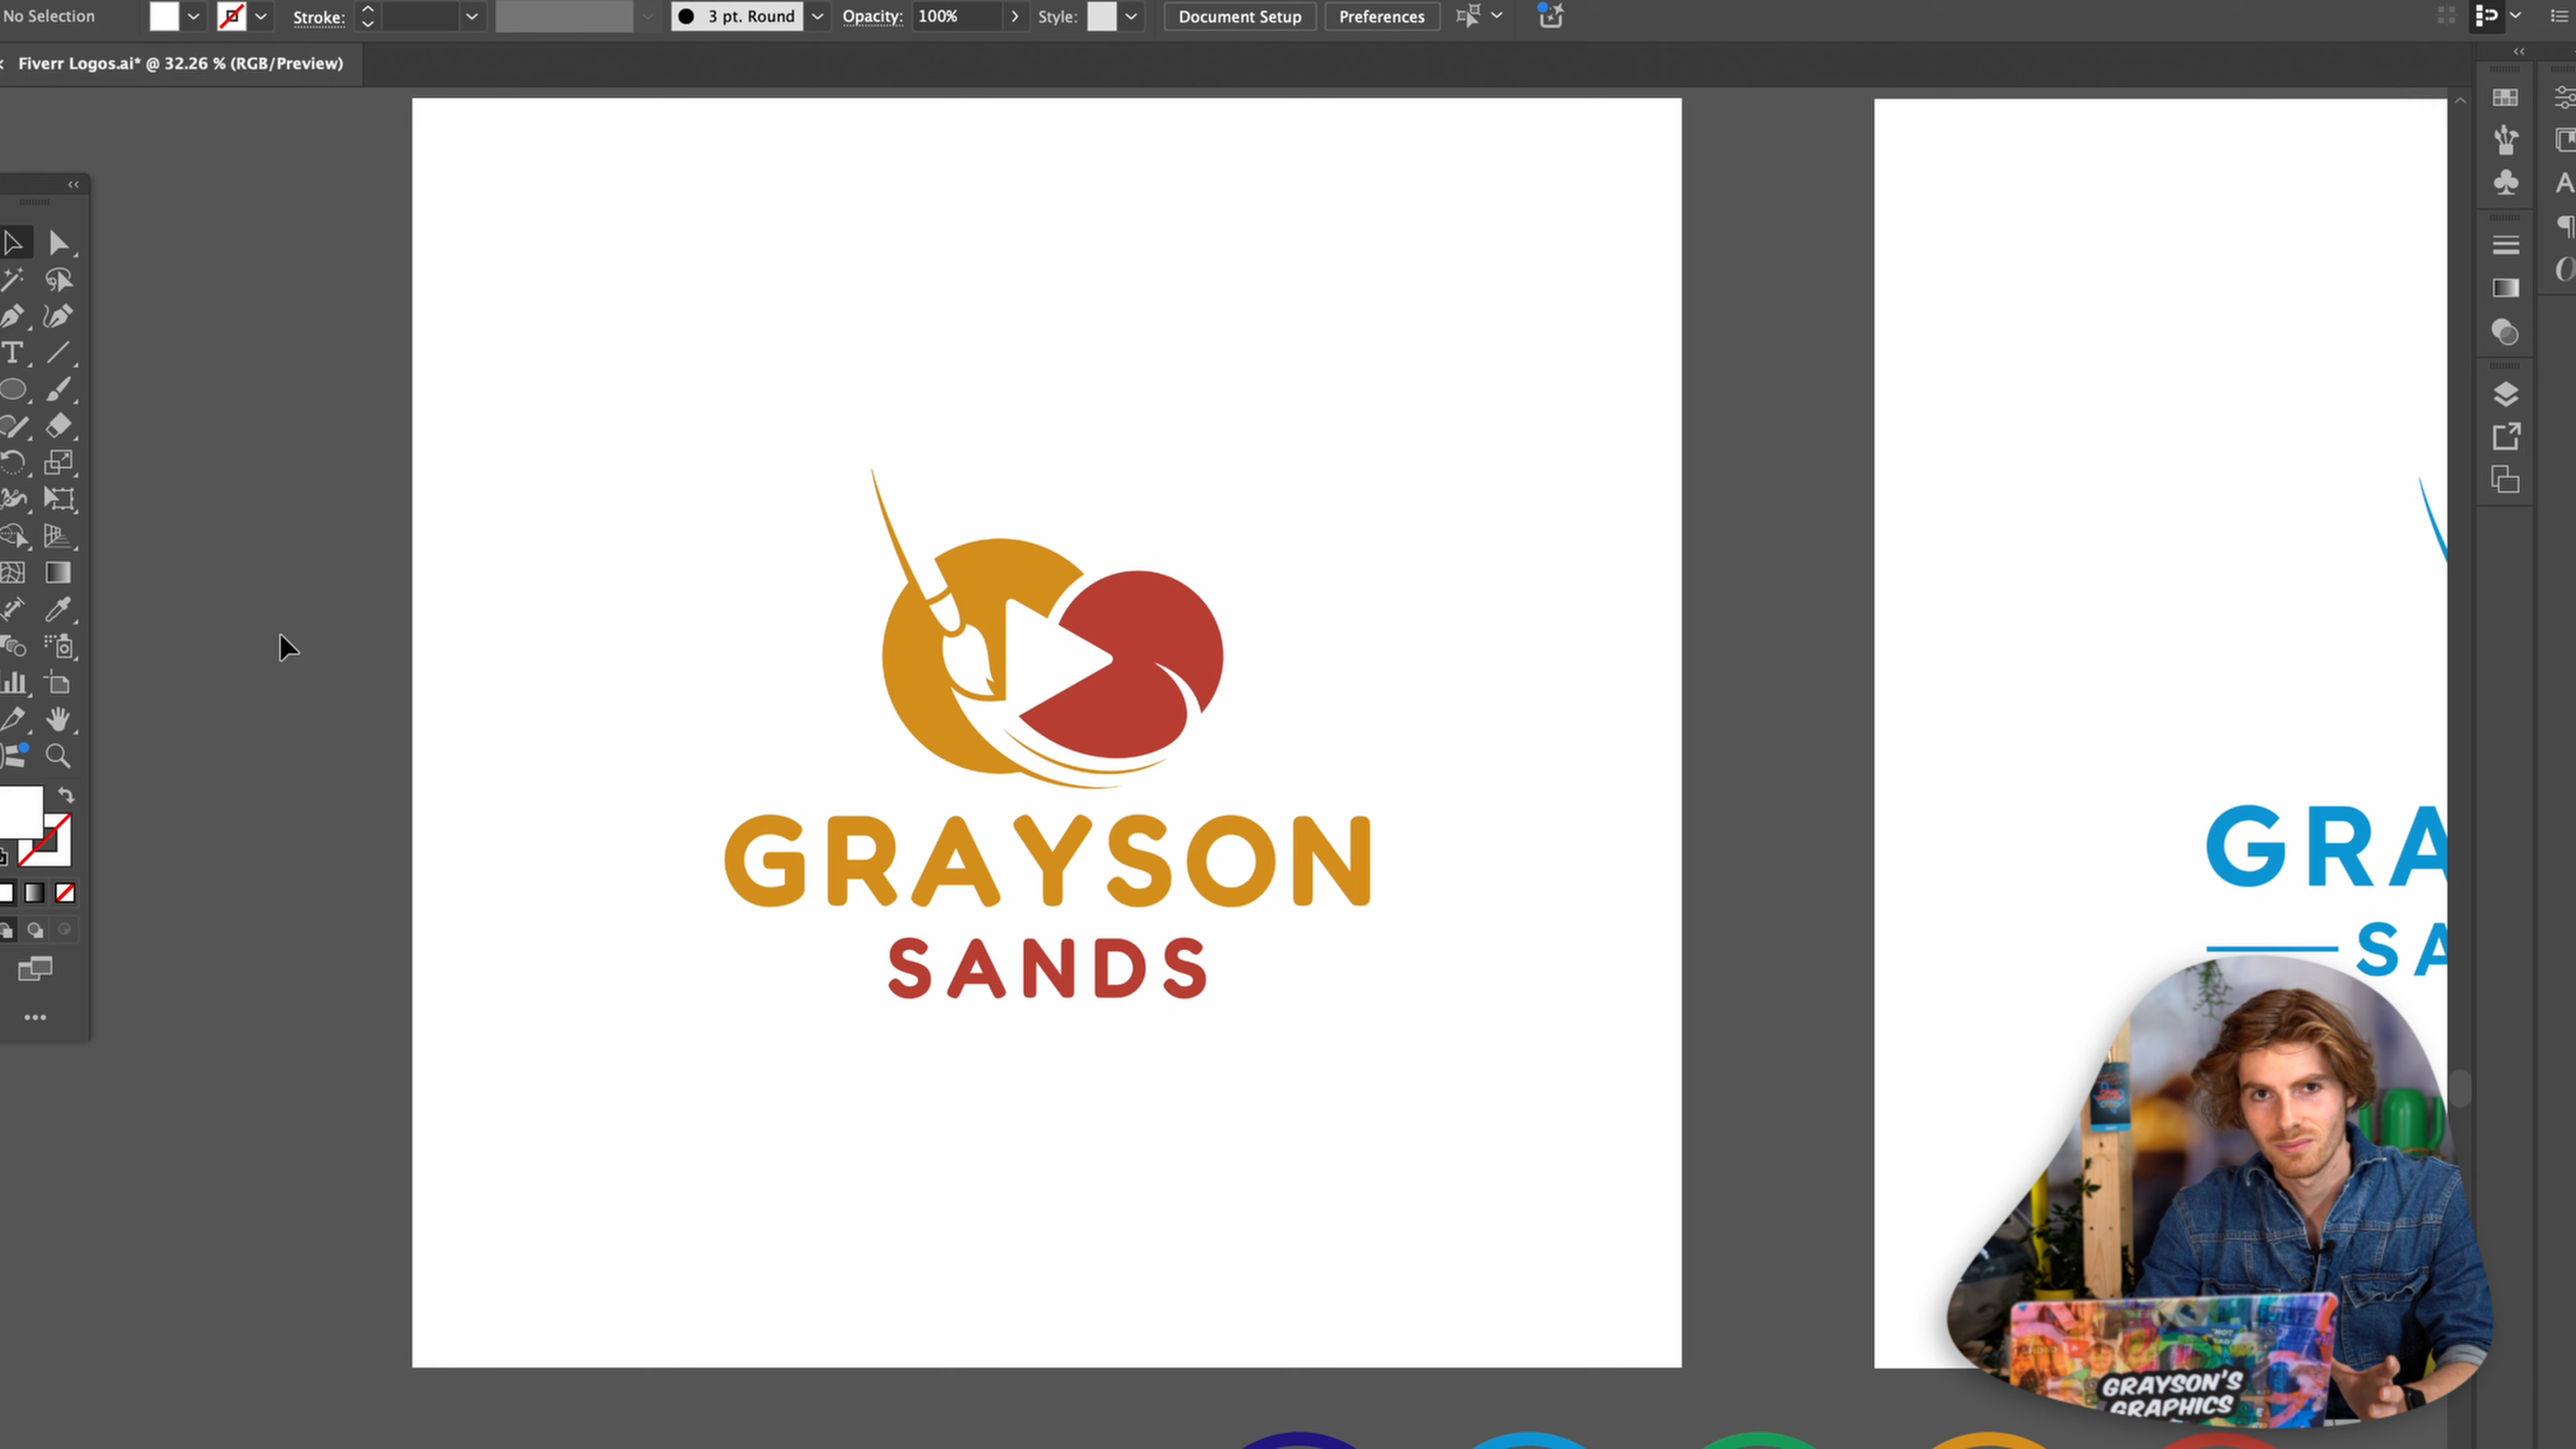 No Selection
Stroke:
3 pt. Round
Opacity:
100%
Style:
Document Setup
Preferences
Fiverr Logos.ai* @ 32.26 % (RGB/Preview)
GRAYSON
SANDS
GRA
SA
GRAYSON'S
GRAPHICS